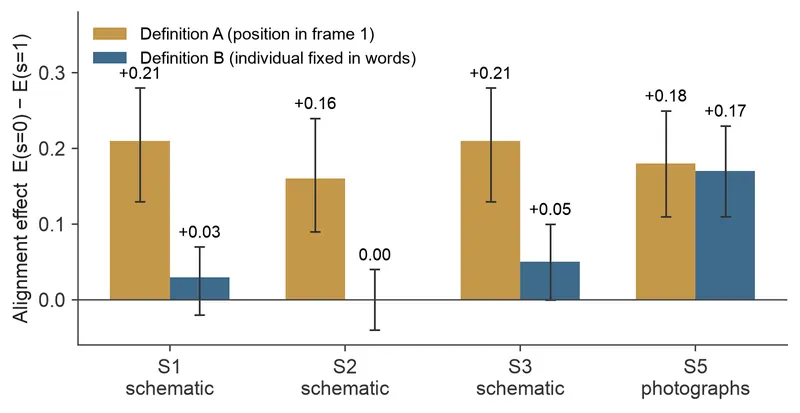 Definition A (position in frame 1)
Definition B (individual fixed in words)
Alignment effect E(s=0) − E(s=1)
0.3
0.2
0.1
0.0
+0.21
+0.03
+0.16
0.00
+0.21
+0.05
+0.18
+0.17
S1
schematic
S2
schematic
S3
schematic
S5
photographs